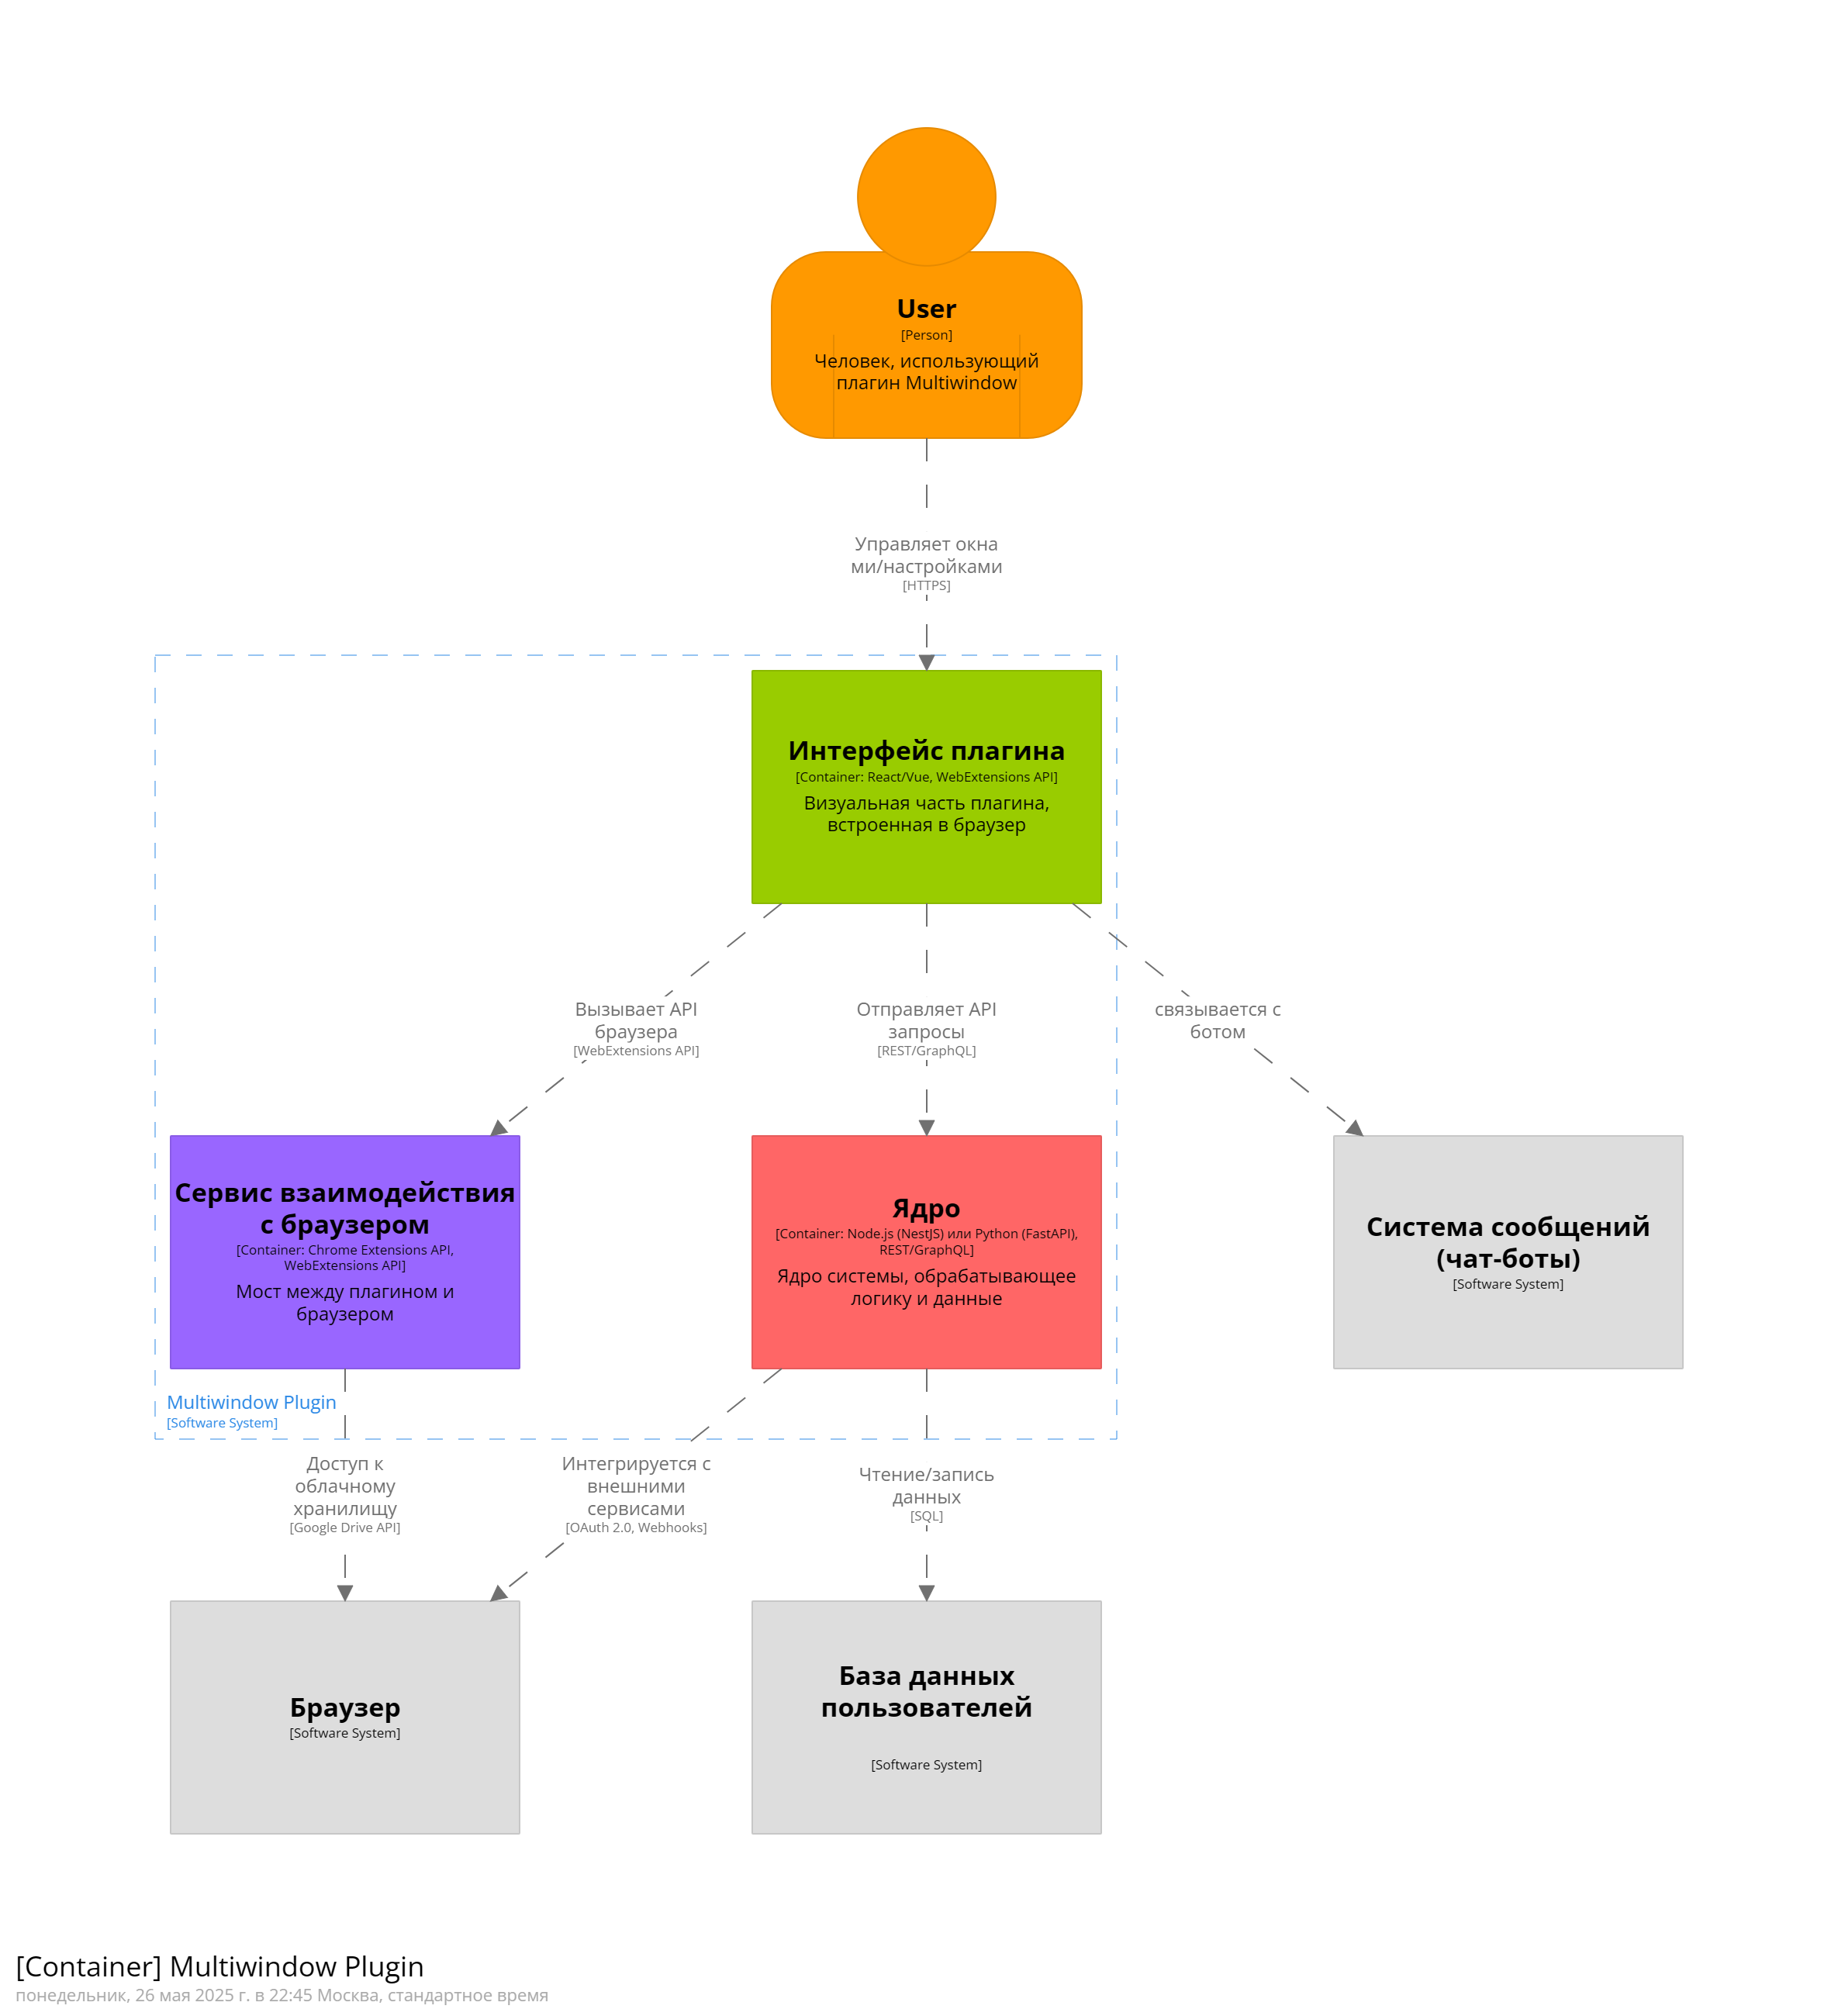 User
[Person]
Человек, использующий
плагин Multiwindow
Управляет окна
ми/настройками
[HTTPS]
Интерфейс плагина
[Container: React/Vue, WebExtensions API]
Визуальная часть плагина,
встроенная в браузер
Вызывает API
браузера
[WebExtensions API]
Отправляет API
запросы
[REST/GraphQL]
связывается с
ботом
Сервис взаимодействия
с браузером
[Container: Chrome Extensions API,
WebExtensions API]
Мост между плагином и
браузером
Ядро
[Container: Node.js (NestJS) или Python (FastAPI),
REST/GraphQL]
Ядро системы, обрабатывающее
логику и данные
Система сообщений
(чат-боты)
[Software System]
Multiwindow Plugin
[Software System]
Доступ к
облачному
хранилищу
[Google Drive API]
Интегрируется с
внешними
сервисами
[OAuth 2.0, Webhooks]
Чтение/запись
данных
[SQL]
Браузер
[Software System]
База данных
пользователей
[Software System]
[Container] Multiwindow Plugin
понедельник, 26 мая 2025 г. в 22:45 Москва, стандартное время